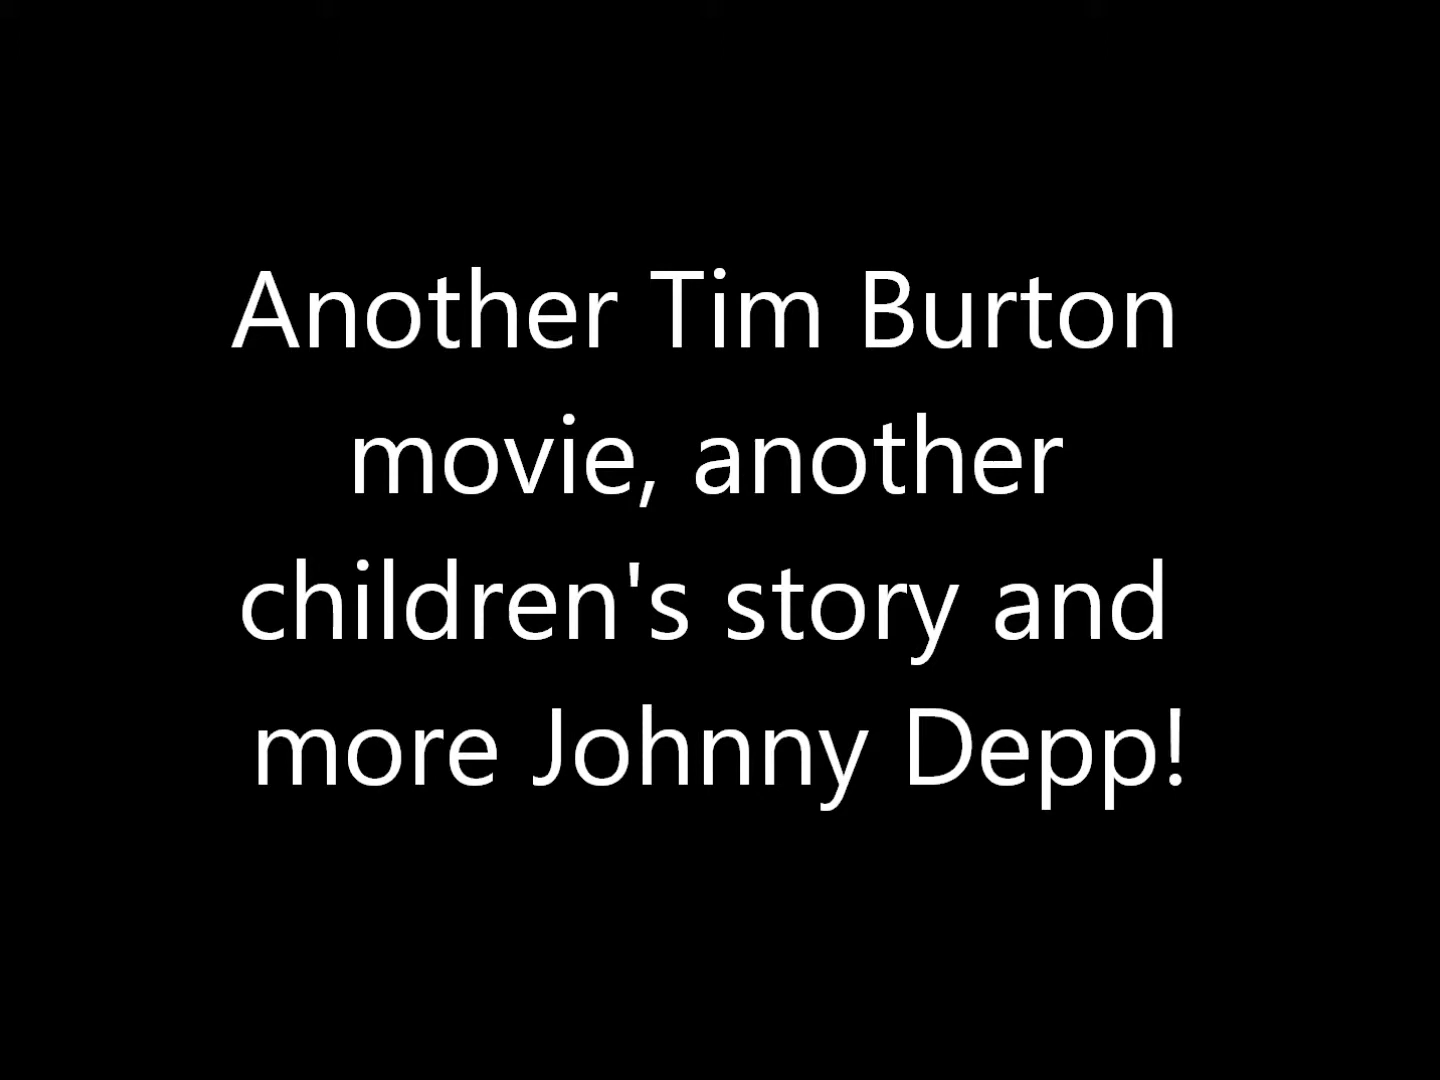 Another Tim Burton
movie, another
children's story and
more Johnny Depp!